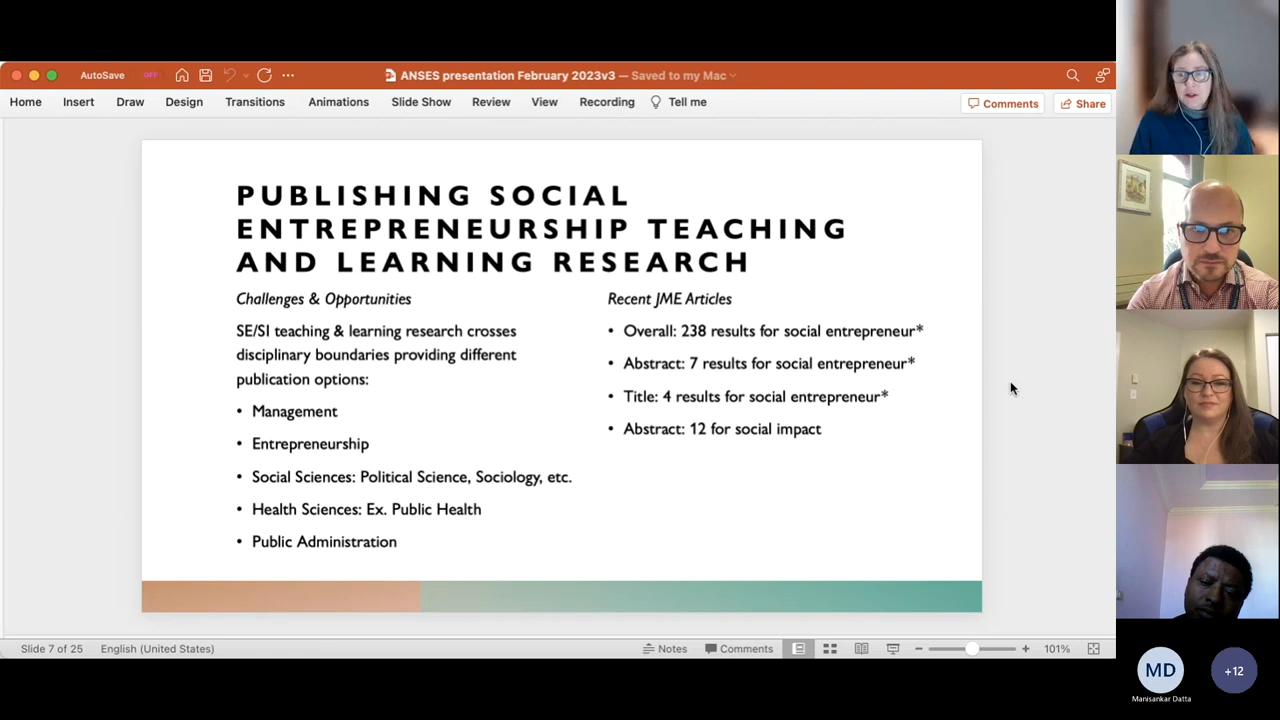 AutoSave OFF ANSES presentation February 2023v3 — Saved to my Mac
Home Insert Draw Design Transitions Animations Slide Show Review View Recording Tell me Comments Share
PUBLISHING SOCIAL
ENTREPRENEURSHIP TEACHING
AND LEARNING RESEARCH
Challenges & Opportunities
SE/SI teaching & learning research crosses
disciplinary boundaries providing different
publication options:
• Management
• Entrepreneurship
• Social Sciences: Political Science, Sociology, etc.
• Health Sciences: Ex. Public Health
• Public Administration
Recent JME Articles
• Overall: 238 results for social entrepreneur*
• Abstract: 7 results for social entrepreneur*
• Title: 4 results for social entrepreneur*
• Abstract: 12 for social impact
Slide 7 of 25 English (United States) Notes Comments 101%
MD +12
Manisankar Datta